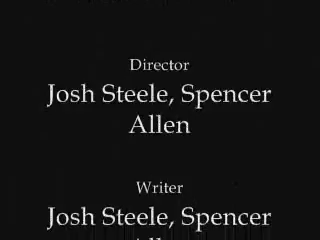 Director
Josh Steele, Spencer
Allen
Writer
Josh Steele, Spencer